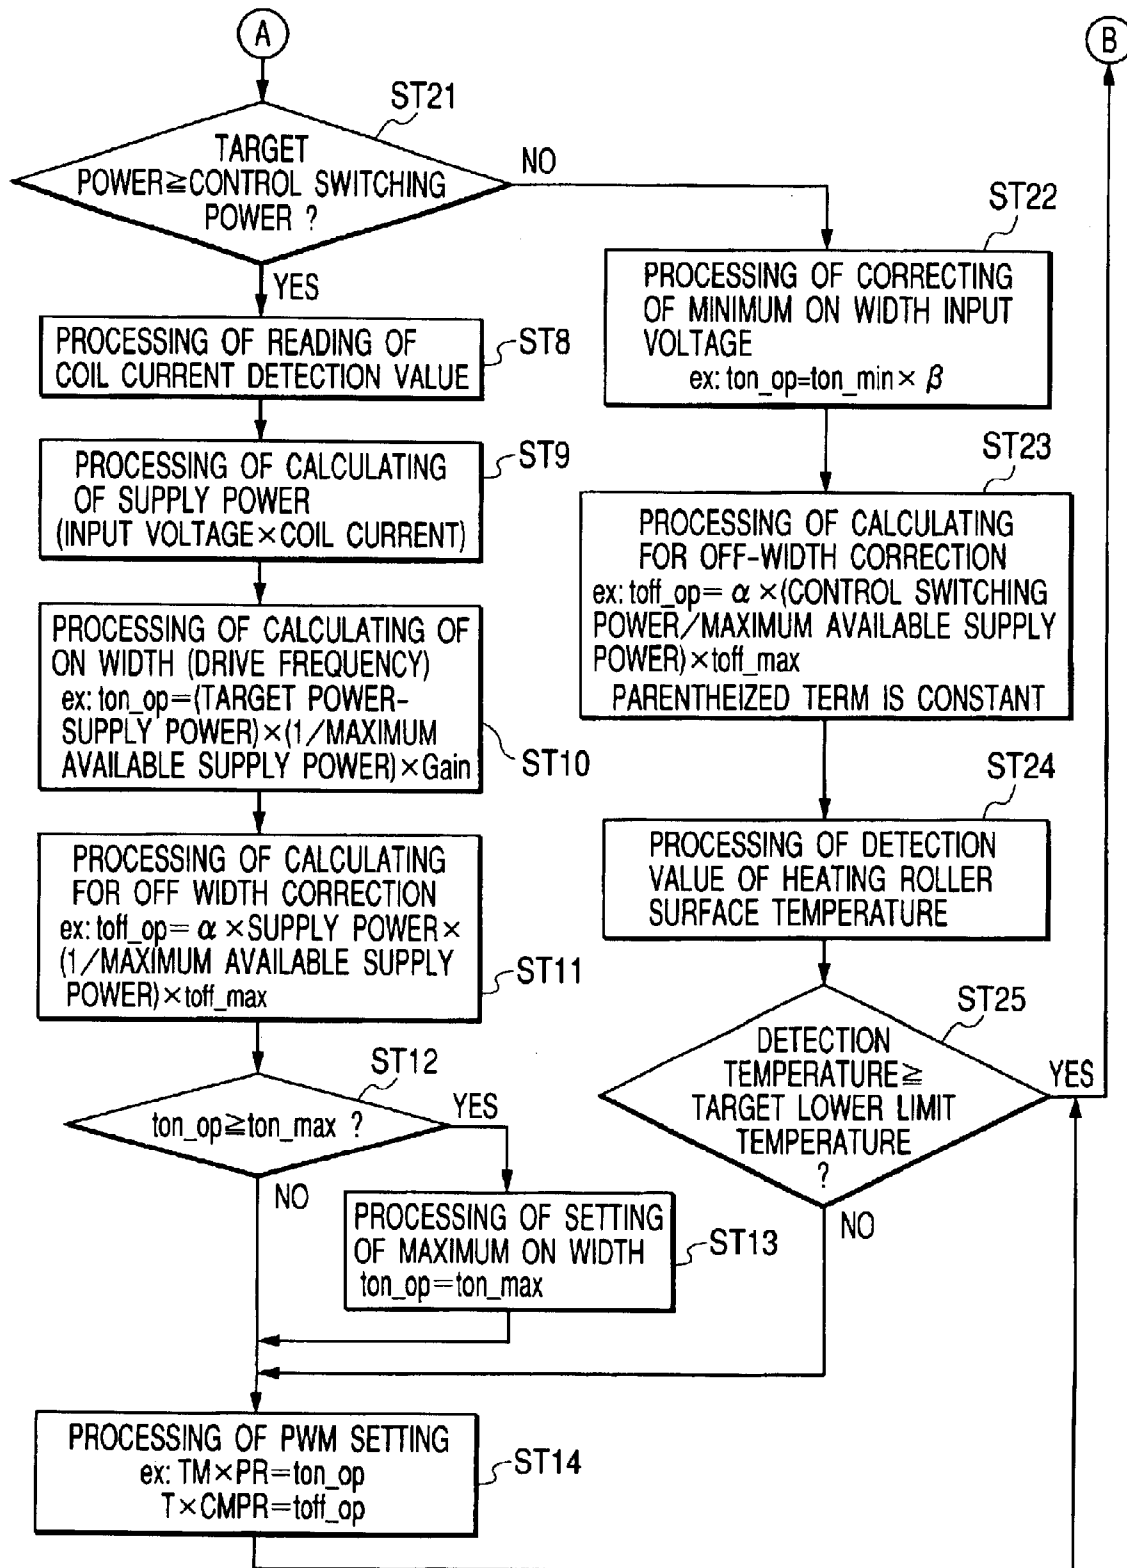 A
B
ST21
TARGET
POWER≧CONTROL SWITCHING
POWER ?
NO
YES
PROCESSING OF READING OF
COIL CURRENT DETECTION VALUE
ST8
PROCESSING OF CALCULATING
OF SUPPLY POWER
(INPUT VOLTAGE×COIL CURRENT)
ST9
PROCESSING OF CALCULATING OF
ON WIDTH (DRIVE FREQUENCY)
ex: ton_op=(TARGET POWER-
SUPPLY POWER)×(1/MAXIMUM
AVAILABLE SUPPLY POWER)×Gain
ST10
PROCESSING OF CALCULATING
FOR OFF WIDTH CORRECTION
ex: toff_op= α ×SUPPLY POWER×
(1/MAXIMUM AVAILABLE SUPPLY
POWER)×toff_max
ST11
ST12
ton_op≧ton_max ?
YES
NO
PROCESSING OF SETTING
OF MAXIMUM ON WIDTH
ton_op=ton_max
ST13
PROCESSING OF PWM SETTING
ex: TM×PR=ton_op
T×CMPR=toff_op
ST14
ST22
PROCESSING OF CORRECTING
OF MINIMUM ON WIDTH INPUT
VOLTAGE
ex: ton_op=ton_min× β
ST23
PROCESSING OF CALCULATING
FOR OFF-WIDTH CORRECTION
ex: toff_op= α ×(CONTROL SWITCHING
POWER/MAXIMUM AVAILABLE SUPPLY
POWER)×toff_max
PARENTHEIZED TERM IS CONSTANT
ST24
PROCESSING OF DETECTION
VALUE OF HEATING ROLLER
SURFACE TEMPERATURE
ST25
DETECTION
TEMPERATURE≧
TARGET LOWER LIMIT
TEMPERATURE
?
YES
NO